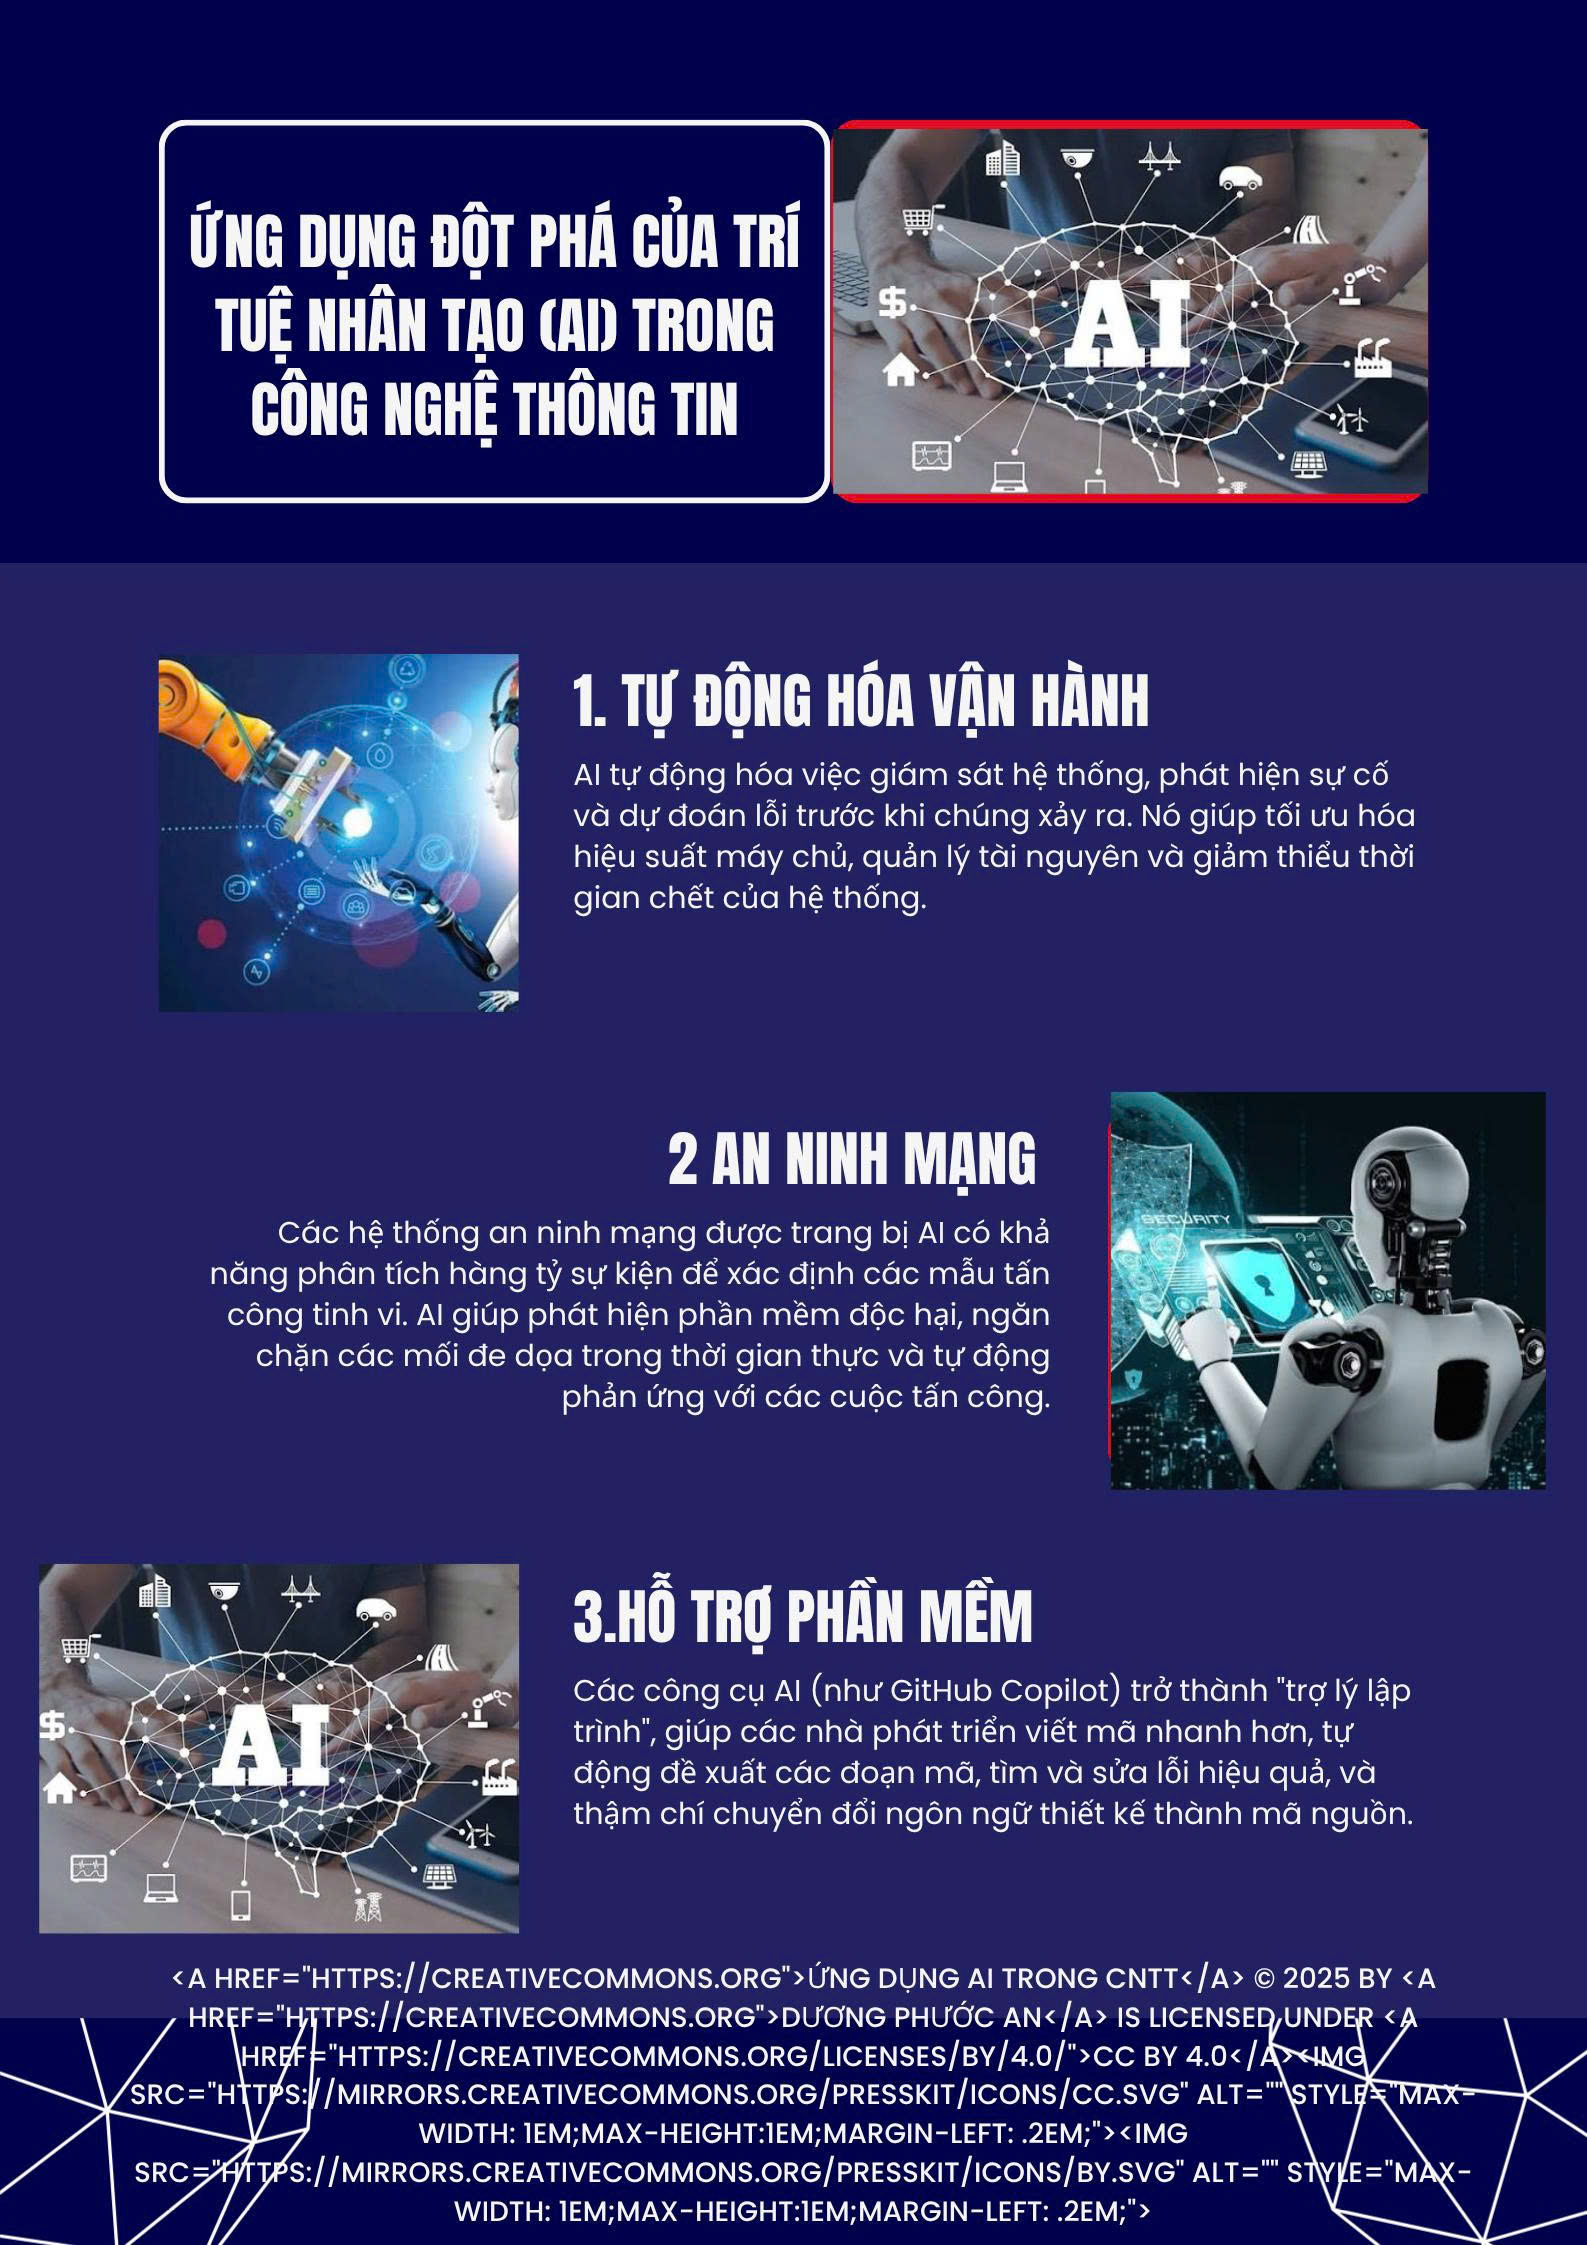 ỨNG DỤNG ĐỘT PHÁ CỦA TRÍ
TUỆ NHÂN TẠO (AI) TRONG
CÔNG NGHỆ THÔNG TIN
AI
$
1. TỰ ĐỘNG HÓA VẬN HÀNH
AI tự động hóa việc giám sát hệ thống, phát hiện sự cố
và dự đoán lỗi trước khi chúng xảy ra. Nó giúp tối ưu hóa
hiệu suất máy chủ, quản lý tài nguyên và giảm thiểu thời
gian chết của hệ thống.
2 AN NINH MẠNG
Các hệ thống an ninh mạng được trang bị AI có khả
năng phân tích hàng tỷ sự kiện để xác định các mẫu tấn
công tinh vi. AI giúp phát hiện phần mềm độc hại, ngăn
chặn các mối đe dọa trong thời gian thực và tự động
phản ứng với các cuộc tấn công.
SECURITY
AI
$
3.HỖ TRỢ PHẦN MỀM
Các công cụ AI (như GitHub Copilot) trở thành "trợ lý lập
trình", giúp các nhà phát triển viết mã nhanh hơn, tự
động đề xuất các đoạn mã, tìm và sửa lỗi hiệu quả, và
thậm chí chuyển đổi ngôn ngữ thiết kế thành mã nguồn.
<A HREF="HTTPS://CREATIVECOMMONS.ORG">ỨNG DỤNG AI TRONG CNTT</A> © 2025 BY <A
HREF="HTTPS://CREATIVECOMMONS.ORG">DƯƠNG PHƯỚC AN</A> IS LICENSED UNDER <A
HREF="HTTPS://CREATIVECOMMONS.ORG/LICENSES/BY/4.0/">CC BY 4.0</A><IMG
SRC="HTTPS://MIRRORS.CREATIVECOMMONS.ORG/PRESSKIT/ICONS/CC.SVG" ALT="" STYLE="MAX-
WIDTH: 1EM;MAX-HEIGHT:1EM;MARGIN-LEFT: .2EM;"><IMG
SRC="HTTPS://MIRRORS.CREATIVECOMMONS.ORG/PRESSKIT/ICONS/BY.SVG" ALT="" STYLE="MAX-
WIDTH: 1EM;MAX-HEIGHT:1EM;MARGIN-LEFT: .2EM;">